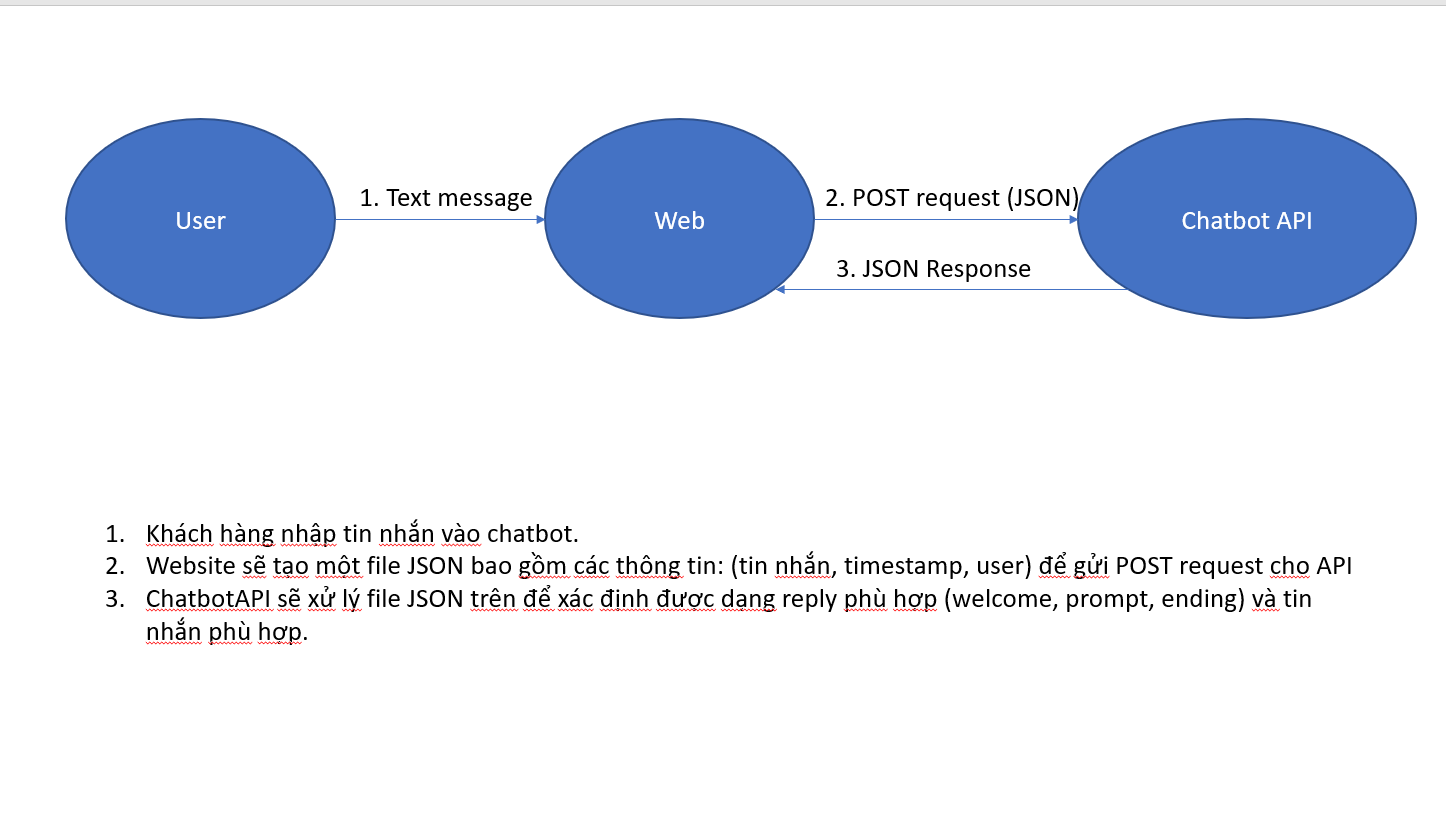 1. Text message
2. POST request (JSON)
User
Web
Chatbot API
3. JSON Response
1. Khách hàng nhập tin nhắn vào chatbot.
2. Website sẽ tạo một file JSON bao gồm các thông tin: (tin nhắn, timestamp, user) để gửi POST request cho API
3. ChatbotAPI sẽ xử lý file JSON trên để xác định được dạng reply phù hợp (welcome, prompt, ending) và tin
nhắn phù hợp.